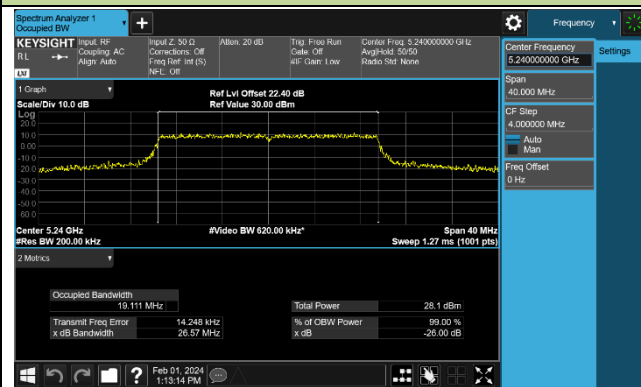 Spectrum Analyzer 1
Occupied BW
Frequency
KEYSIGHT
RL
LXI
Input: RF
Coupling: AC
Align: Auto
Input Z: 50 Ω
Corrections: Off
Freq Ref: Int (S)
NFE: Off
Atten: 20 dB
Trig: Free Run
Gate: Off
#IF Gain: Low
Center Freq: 5.240000000 GHz
Avg|Hold: 50/50
Radio Std: None
Center Frequency
5.240000000 GHz
Settings
Span
40.000 MHz
CF Step
4.000000 MHz
Auto
Man
Freq Offset
0 Hz
1 Graph
Scale/Div 10.0 dB
Ref Lvl Offset 22.40 dB
Ref Value 30.00 dBm
Log
20.0
10.0
0.00
-10.0
-20.0
-30.0
-40.0
-50.0
-60.0
Center 5.24 GHz
#Video BW 620.00 kHz*
Span 40 MHz
#Res BW 200.00 kHz
Sweep 1.27 ms (1001 pts)
2 Metrics
Occupied Bandwidth
19.111 MHz
Total Power 28.1 dBm
Transmit Freq Error 14.248 kHz
% of OBW Power 99.00 %
x dB Bandwidth 26.57 MHz
x dB -26.00 dB
?
Feb 01, 2024
1:13:14 PM